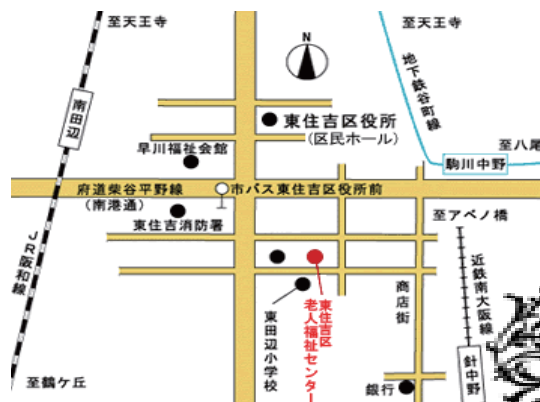 至天王寺
N
至天王寺
南田辺
地下鉄谷町線
東住吉区役所
(区民ホール)
早川福祉会館
至八尾
駒川中野
府道柴谷平野線
(南港通)
市バス東住吉区役所前
東住吉消防署
至アベノ橋
JR阪和線
近鉄南大阪線
商店街
東住吉区
老人福祉センター
東田辺小学校
針中野
至鶴ケ丘
銀行